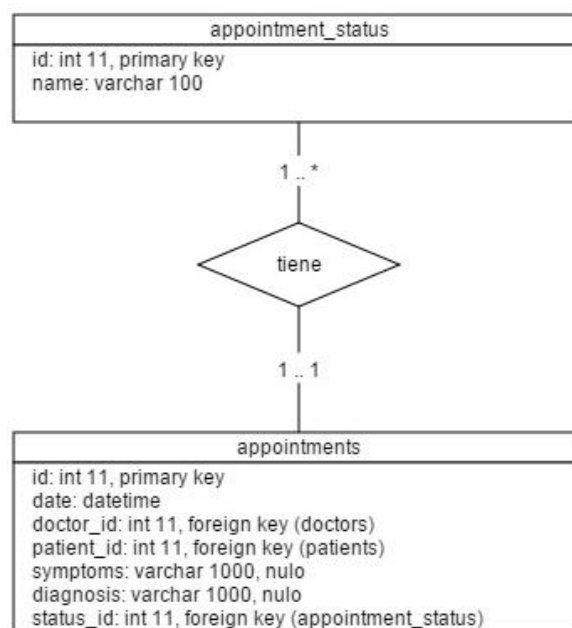 appointment_status
id: int 11, primary key
name: varchar 100
1 .. *
tiene
1 .. 1
appointments
id: int 11, primary key
date: datetime
doctor_id: int 11, foreign key (doctors)
patient_id: int 11, foreign key (patients)
symptoms: varchar 1000, nulo
diagnosis: varchar 1000, nulo
status_id: int 11, foreign key (appointment_status)